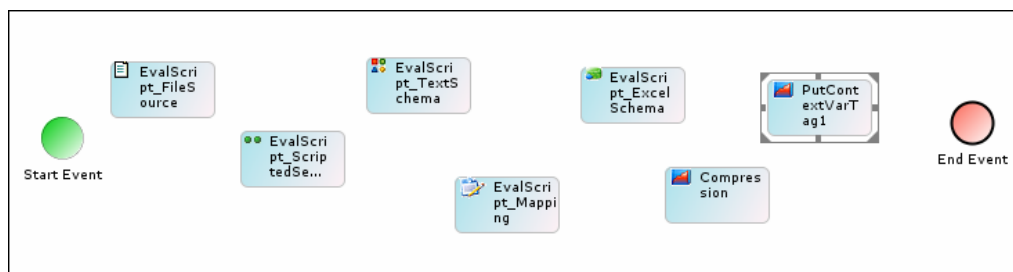 EvalScri
pt_FileS
ource
EvalScri
pt_TextS
chema
EvalScri
pt_Excel
Schema
PutCont
extVarT
ag1
Start Event
EvalScri
pt_Scrip
tedSe...
End Event
EvalScri
pt_Mappi
ng
Compres
sion